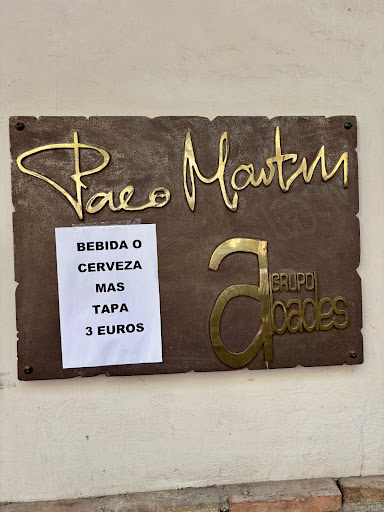 Paco Martín
BEBIDA O
CERVEZA
MAS
TAPA
3 EUROS
GRUPO
abades